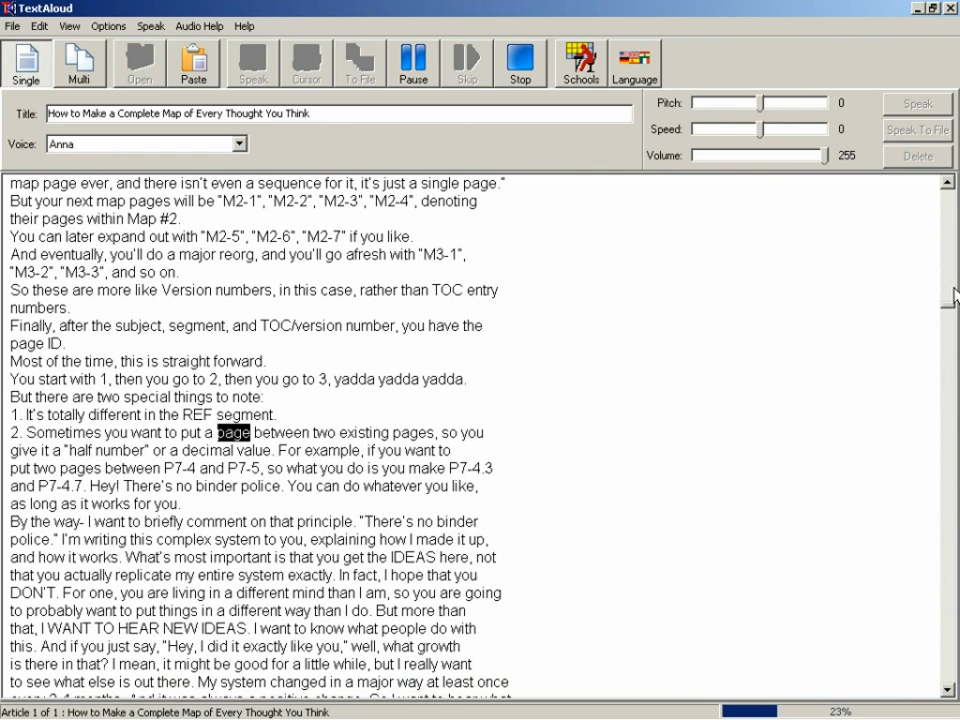 TextAloud
File Edit View Options Speak Audio Help Help
Single Multi Open Paste Speak Cursor To File Pause Skip Stop Schools Language
Title: How to Make a Complete Map of Every Thought You Think
Voice: Anna
Pitch: 0 Speak
Speed: 0 Speak To File
Volume: 255 Delete
map page ever, and there isn't even a sequence for it, it's just a single page."
But your next map pages will be "M2-1", "M2-2", "M2-3", "M2-4", denoting
their pages within Map #2.
You can later expand out with "M2-5", "M2-6", "M2-7" if you like.
And eventually, you'll do a major reorg, and you'll go afresh with "M3-1",
"M3-2", "M3-3", and so on.
So these are more like Version numbers, in this case, rather than TOC entry
numbers.
Finally, after the subject, segment, and TOC/version number, you have the
page ID.
Most of the time, this is straight forward.
You start with 1, then you go to 2, then you go to 3, yadda yadda yadda.
But there are two special things to note:
1. It's totally different in the REF segment.
2. Sometimes you want to put a page between two existing pages, so you
give it a "half number" or a decimal value. For example, if you want to
put two pages between P7-4 and P7-5, so what you do is you make P7-4.3
and P7-4.7. Hey! There's no binder police. You can do whatever you like,
as long as it works for you.
By the way- I want to briefly comment on that principle. "There's no binder
police." I'm writing this complex system to you, explaining how I made it up,
and how it works. What's most important is that you get the IDEAS here, not
that you actually replicate my entire system exactly. In fact, I hope that you
DON'T. For one, you are living in a different mind than I am, so you are going
to probably want to put things in a different way than I do. But more than
that, I WANT TO HEAR NEW IDEAS. I want to know what people do with
this. And if you just say, "Hey, I did it exactly like you," well, what growth
is there in that? I mean, it might be good for a little while, but I really want
to see what else is out there. My system changed in a major way at least once
every 3-4 months. And it was always a positive change. So I want to hear what
Article 1 of 1 : How to Make a Complete Map of Every Thought You Think 23%